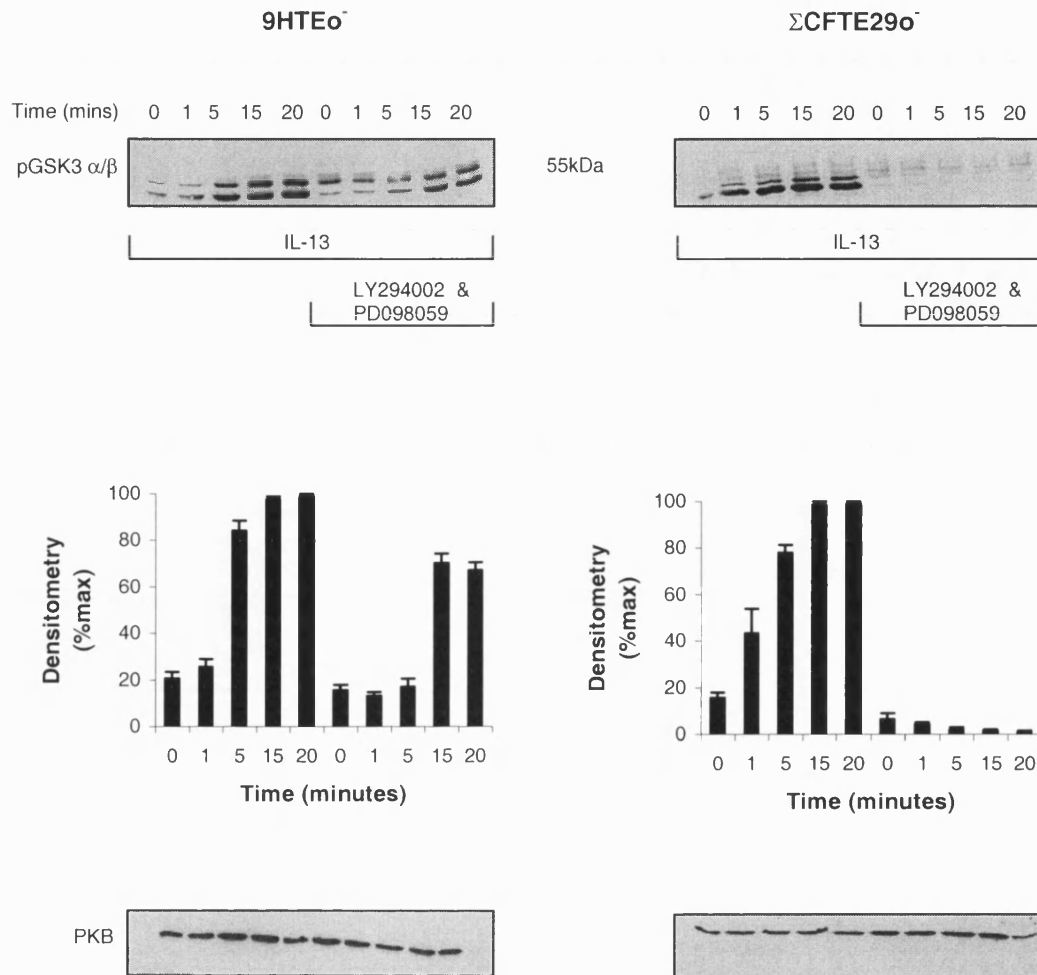 9HTEo⁻
ΣCFTE29o⁻
Time (mins) 0 1 5 15 20 0 1 5 15 20
0 1 5 15 20 0 1 5 15 20
pGSK3 α/β
55kDa
IL-13
IL-13
LY294002 &
PD098059
LY294002 &
PD098059
Densitometry
(%max)
100
80
60
40
20
0
0 1 5 15 20 0 1 5 15 20
Time (minutes)
Densitometry
(%max)
100
80
60
40
20
0
0 1 5 15 20 0 1 5 15 20
Time (minutes)
PKB